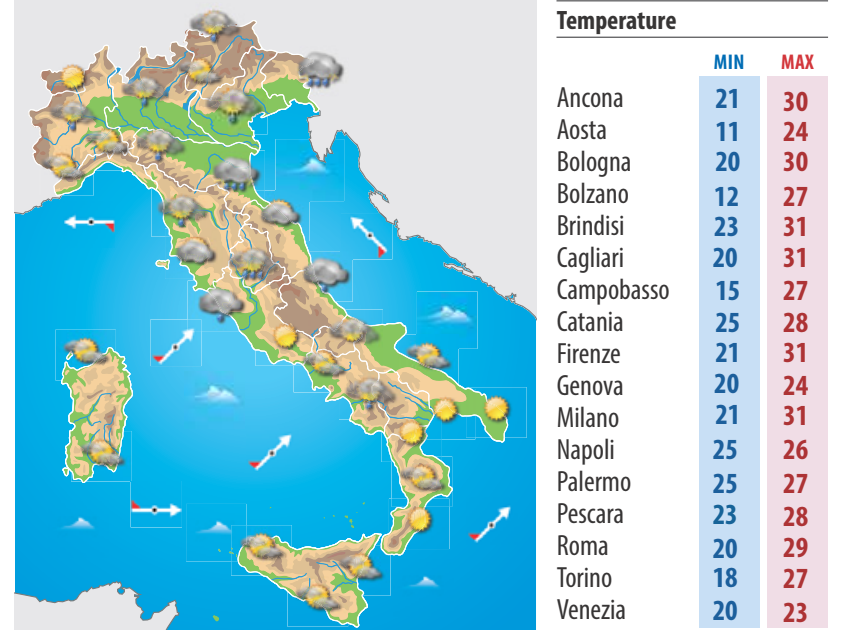 Temperature
MIN MAX
Ancona 21 30
Aosta 11 24
Bologna 20 30
Bolzano 12 27
Brindisi 23 31
Cagliari 20 31
Campobasso 15 27
Catania 25 28
Firenze 21 31
Genova 20 24
Milano 21 31
Napoli 25 26
Palermo 25 27
Pescara 23 28
Roma 20 29
Torino 18 27
Venezia 20 23